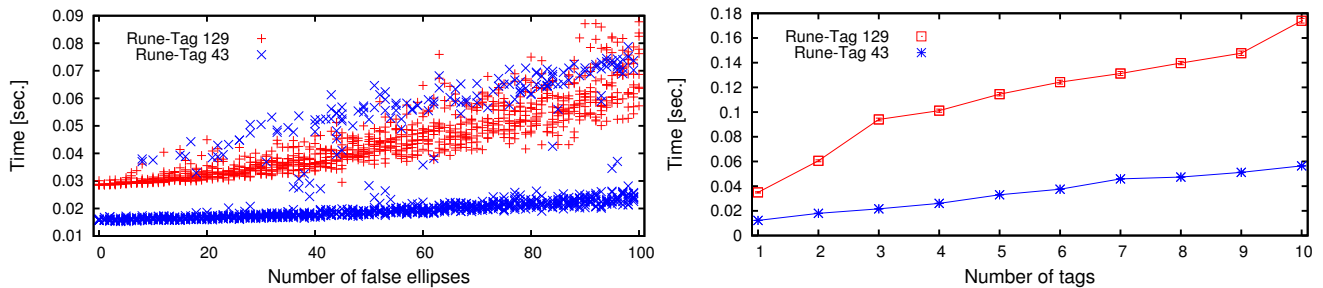 0.09
0.08
0.07
0.06
0.05
0.04
0.03
0.02
0.01
0 20 40 60 80 100
Time [sec.]
Number of false ellipses
Rune-Tag 129
Rune-Tag 43
0.18
0.16
0.14
0.12
0.1
0.08
0.06
0.04
0.02
0
1 2 3 4 5 6 7 8 9 10
Time [sec.]
Number of tags
Rune-Tag 129
Rune-Tag 43